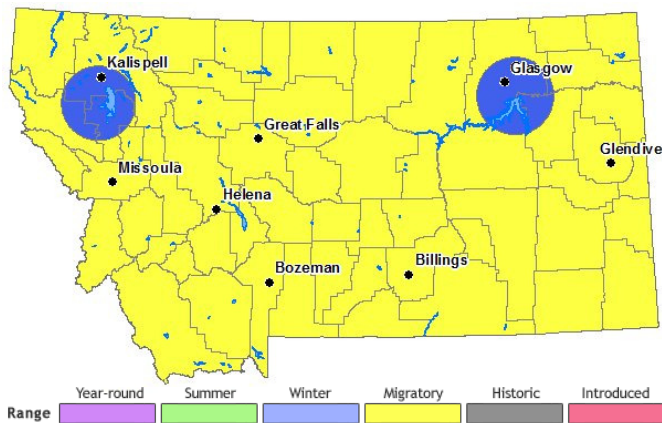 Kalispell
Glasgow
Great Falls
Glendive
Missoula
Helena
Bozeman
Billings
Year-round Summer Winter Migratory Historic Introduced
Range